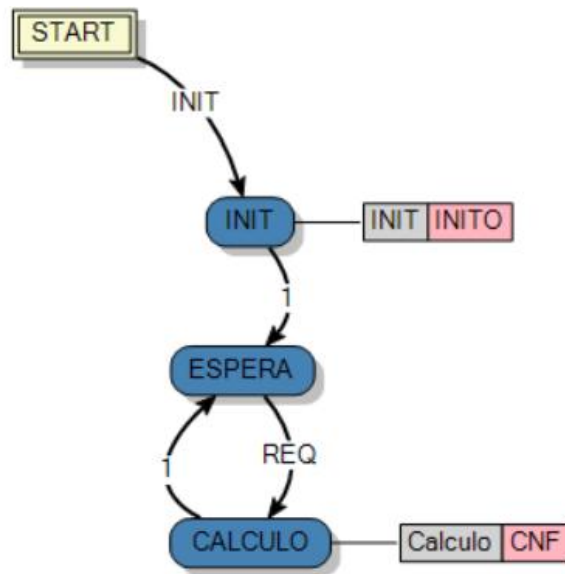 START
INIT
INIT
INIT INITO
1
ESPERA
1
REQ
CALCULO
Calculo CNF